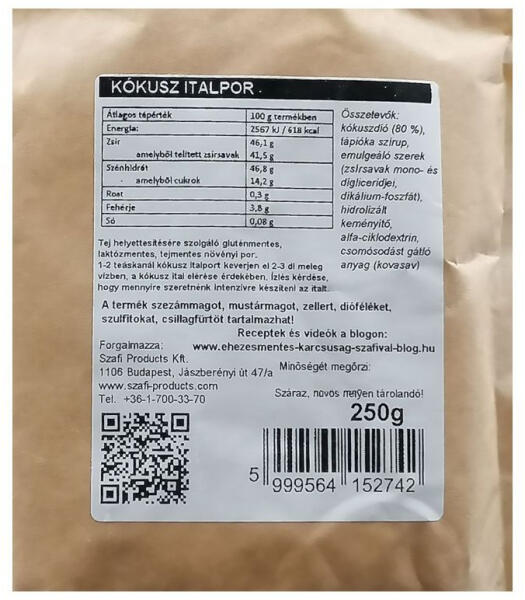 KÓKUSZ ITALPOR
Átlagos tápérték 100 g termékben
Energia: 2567 kJ / 618 kcal
Zsír 46,1 g
amelyből telített zsírsavak 41,5 g
Szénhidrát 46,8 g
amelyből cukrok 14,2 g
Rost 0,3 g
Fehérje 3,8 g
Só 0,08 g
Összetevők:
kókuszdió (80 %),
tápióka szirup,
emulgeáló szerek
(zsírsavak mono- és
digliceridjei,
dikálium-foszfát),
hidrolizált
keményítő,
alfa-ciklodextrin,
csomósodást gátló
anyag (kovasav)
Tej helyettesítésére szolgáló gluténmentes,
laktózmentes, tejmentes növényi por.
1-2 teáskanál kókusz italport keverjen el 2-3 dl meleg
vízben, a kókusz ital elérése érdekében. Ízlés kérdése,
hogy mennyire szeretnénk intenzívre készíteni az italt.
A termék szezámmagot, mustármagot, zellert, dióféléket,
szulfitokat, csillagfürtöt tartalmazhat!
Receptek és videók a blogon:
www.ehezesmentes-karcsusag-szafival-blog.hu
Forgalmazza:
Szafi Products Kft.
1106 Budapest, Jászberényi út 47/a
www.szafi-products.com
Tel. +36-1-700-33-70
Minőségét megőrzi:
Száraz, hűvös helyen tárolandó!
250g
5 999564 152742